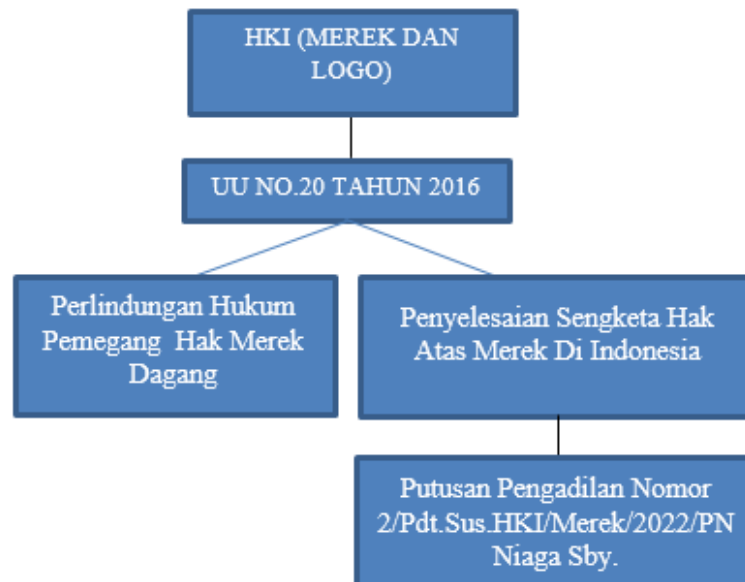 HKI (MEREK DAN
LOGO)
UU NO.20 TAHUN 2016
Perlindungan Hukum
Pemegang Hak Merek
Dagang
Penyelesaian Sengketa Hak
Atas Merek Di Indonesia
Putusan Pengadilan Nomor
2/Pdt.Sus.HKI/Merek/2022/PN
Niaga Sby.